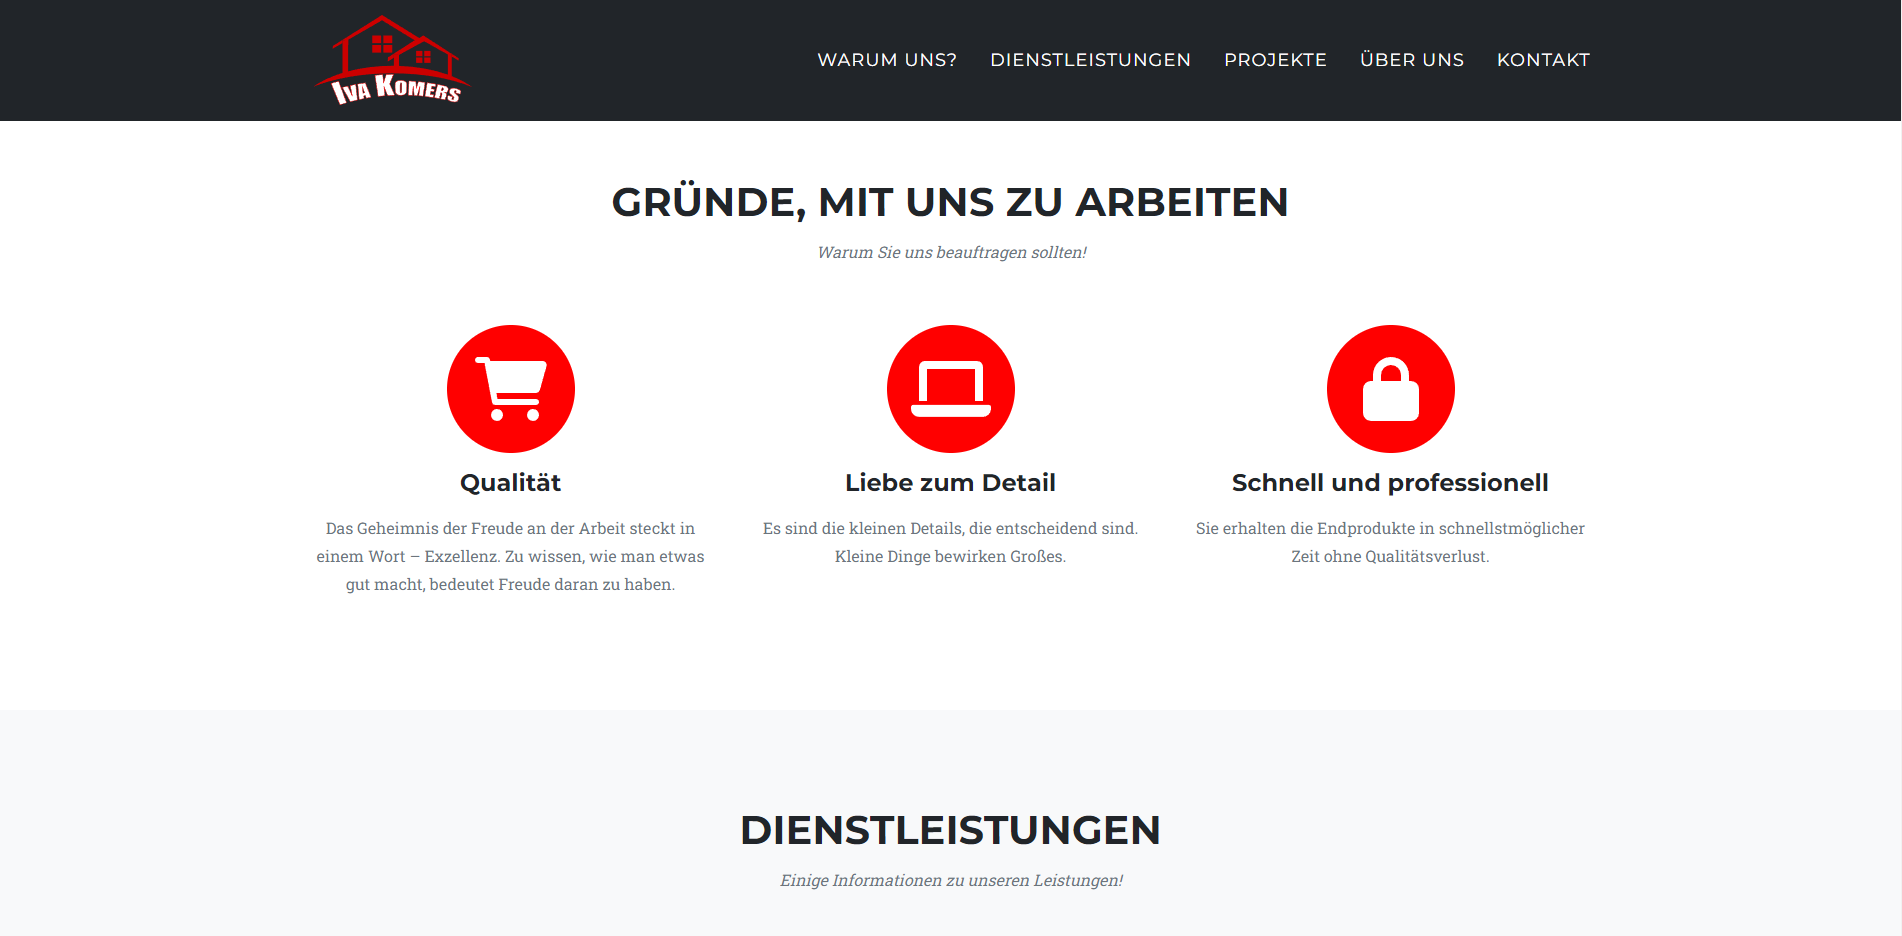 IVA KOMERS
WARUM UNS? DIENSTLEISTUNGEN PROJEKTE ÜBER UNS KONTAKT
GRÜNDE, MIT UNS ZU ARBEITEN
Warum Sie uns beauftragen sollten!
Qualität
Das Geheimnis der Freude an der Arbeit steckt in
einem Wort – Exzellenz. Zu wissen, wie man etwas
gut macht, bedeutet Freude daran zu haben.
Liebe zum Detail
Es sind die kleinen Details, die entscheidend sind.
Kleine Dinge bewirken Großes.
Schnell und professionell
Sie erhalten die Endprodukte in schnellstmöglicher
Zeit ohne Qualitätsverlust.
DIENSTLEISTUNGEN
Einige Informationen zu unseren Leistungen!